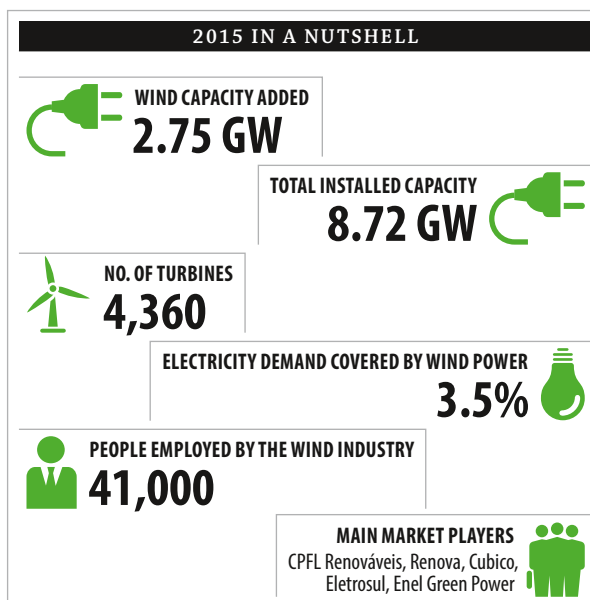 2015 IN A NUTSHELL
WIND CAPACITY ADDED
2.75 GW
TOTAL INSTALLED CAPACITY
8.72 GW
NO. OF TURBINES
4,360
ELECTRICITY DEMAND COVERED BY WIND POWER
3.5%
PEOPLE EMPLOYED BY THE WIND INDUSTRY
41,000
MAIN MARKET PLAYERS
CPFL Renováveis, Renova, Cubico,
Eletrosul, Enel Green Power